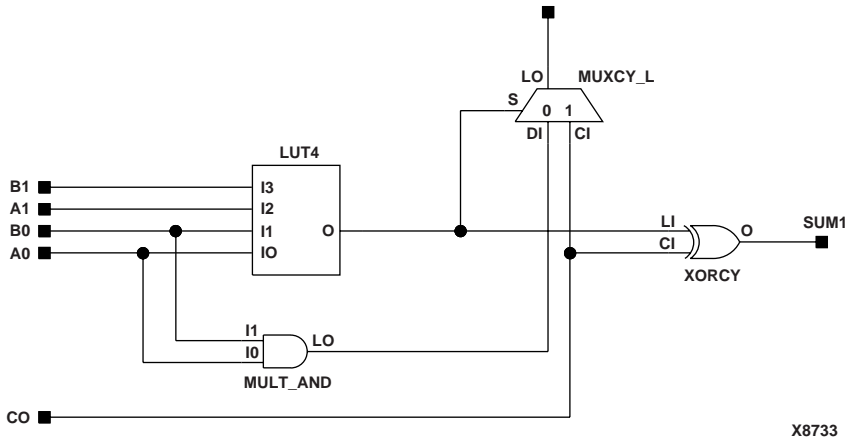 LO
MUXCY_L
S
0 1
DI
CI
LUT4
B1
I3
A1
I2
B0
I1
O
A0
IO
LI
CI
O
SUM1
XORCY
I1
I0
LO
MULT_AND
CO
X8733